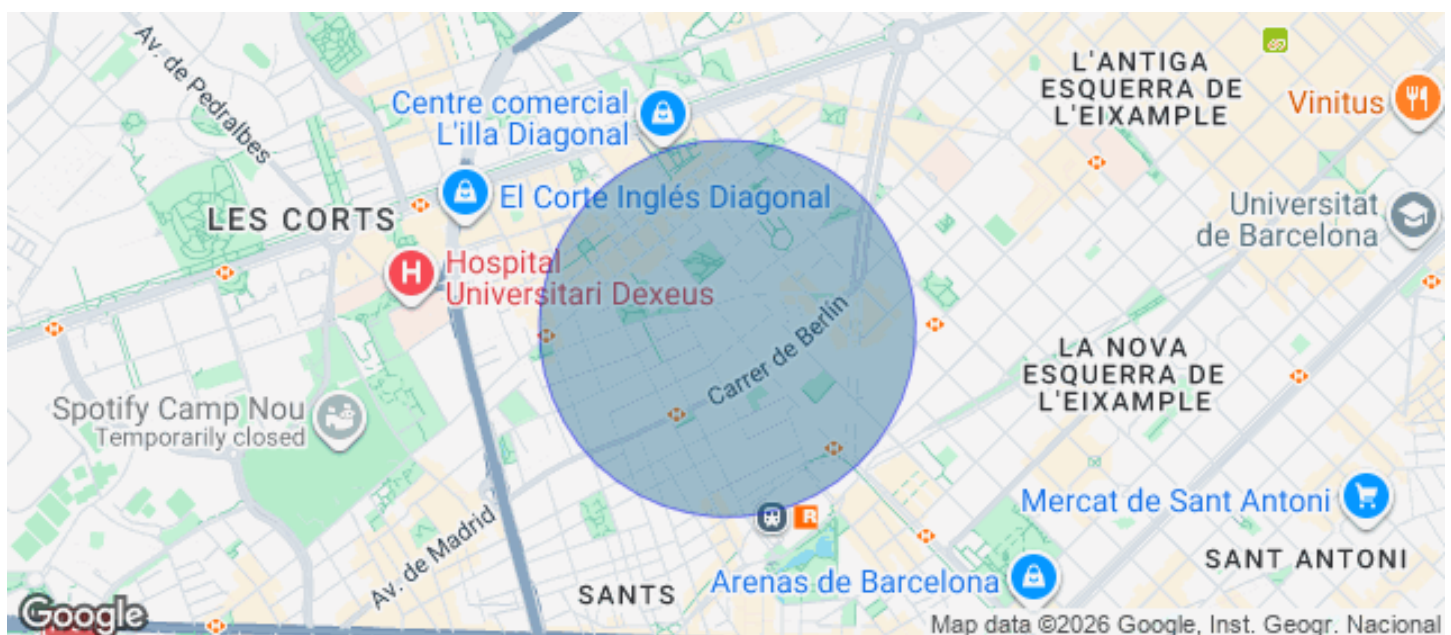 Av. de Pedralbes
Centre comercial
L'illa Diagonal
L'ANTIGA
ESQUERRA DE
L'EIXAMPLE
Vinitus
El Corte Inglés Diagonal
LES CORTS
Universitat
de Barcelona
H
Hospital
Universitari Dexeus
Carrer de Berlín
LA NOVA
ESQUERRA DE
L'EIXAMPLE
Spotify Camp Nou
Temporarily closed
Av. de Madrid
R
Mercat de Sant Antoni
SANT ANTONI
Arenas de Barcelona
SANTS
Google
Map data ©2026 Google, Inst. Geogr. Nacional